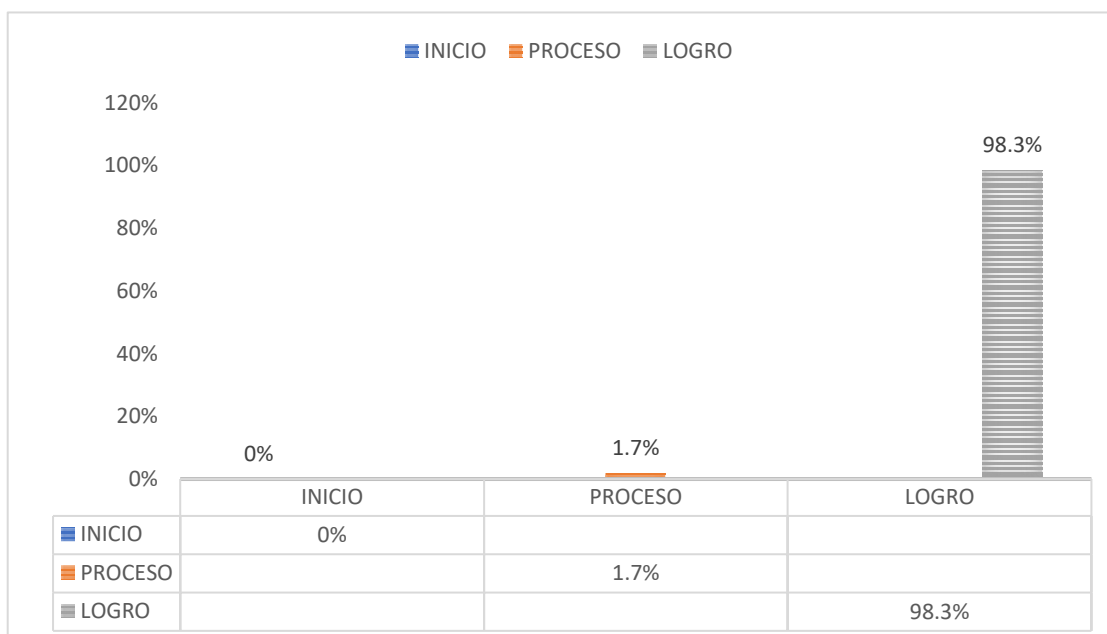 INICIO PROCESO LOGRO
120%
100%
80%
60%
40%
20%
0%
98.3%
1.7%
0%
INICIO PROCESO LOGRO
INICIO 0%
PROCESO 1.7%
LOGRO 98.3%